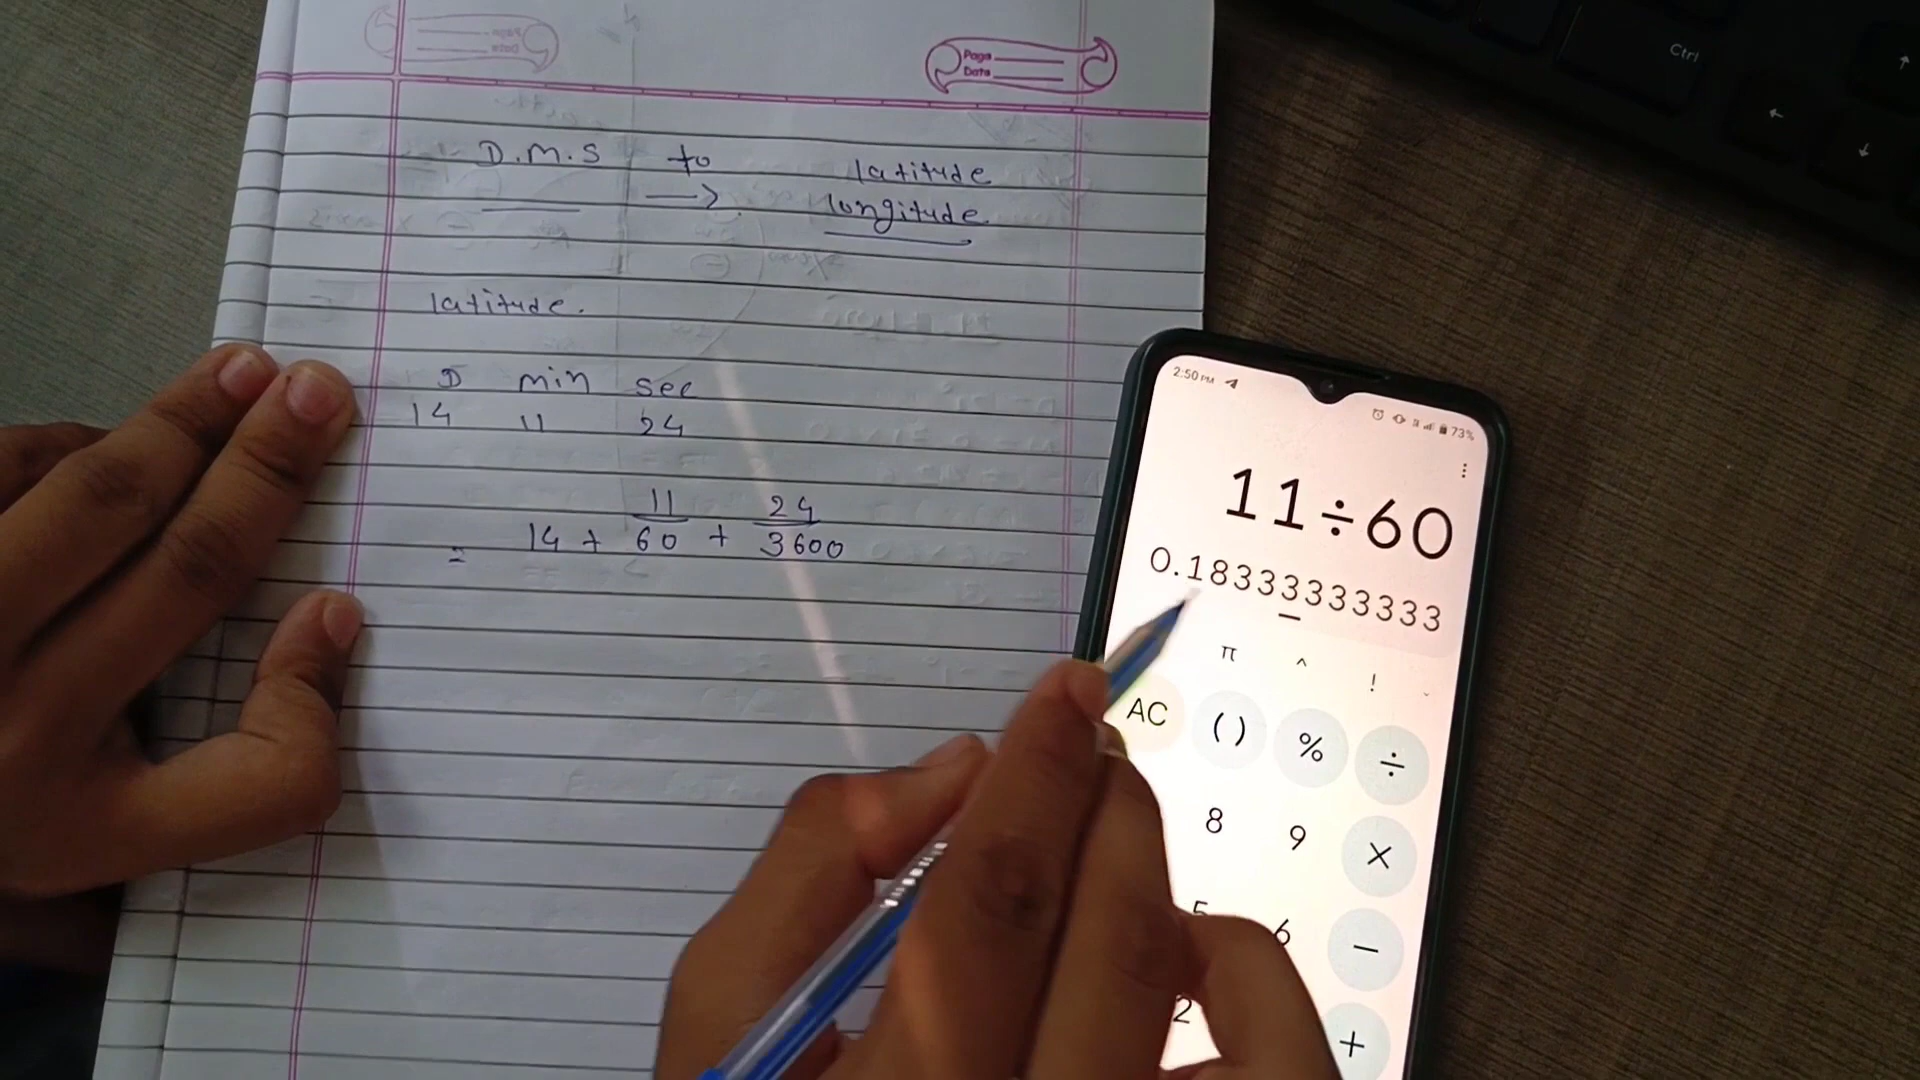 Page
Date
D.M.S to latitude
→ longitude
latitude.
D min sec
14 11 24
= 14 + 11/60 + 24/3600
Ctrl
↑
←
↓
2:50 PM
73%
11÷60
0.18333333333
π ^ !
AC ( ) % ÷
8 9 ×
5 6 −
2 +